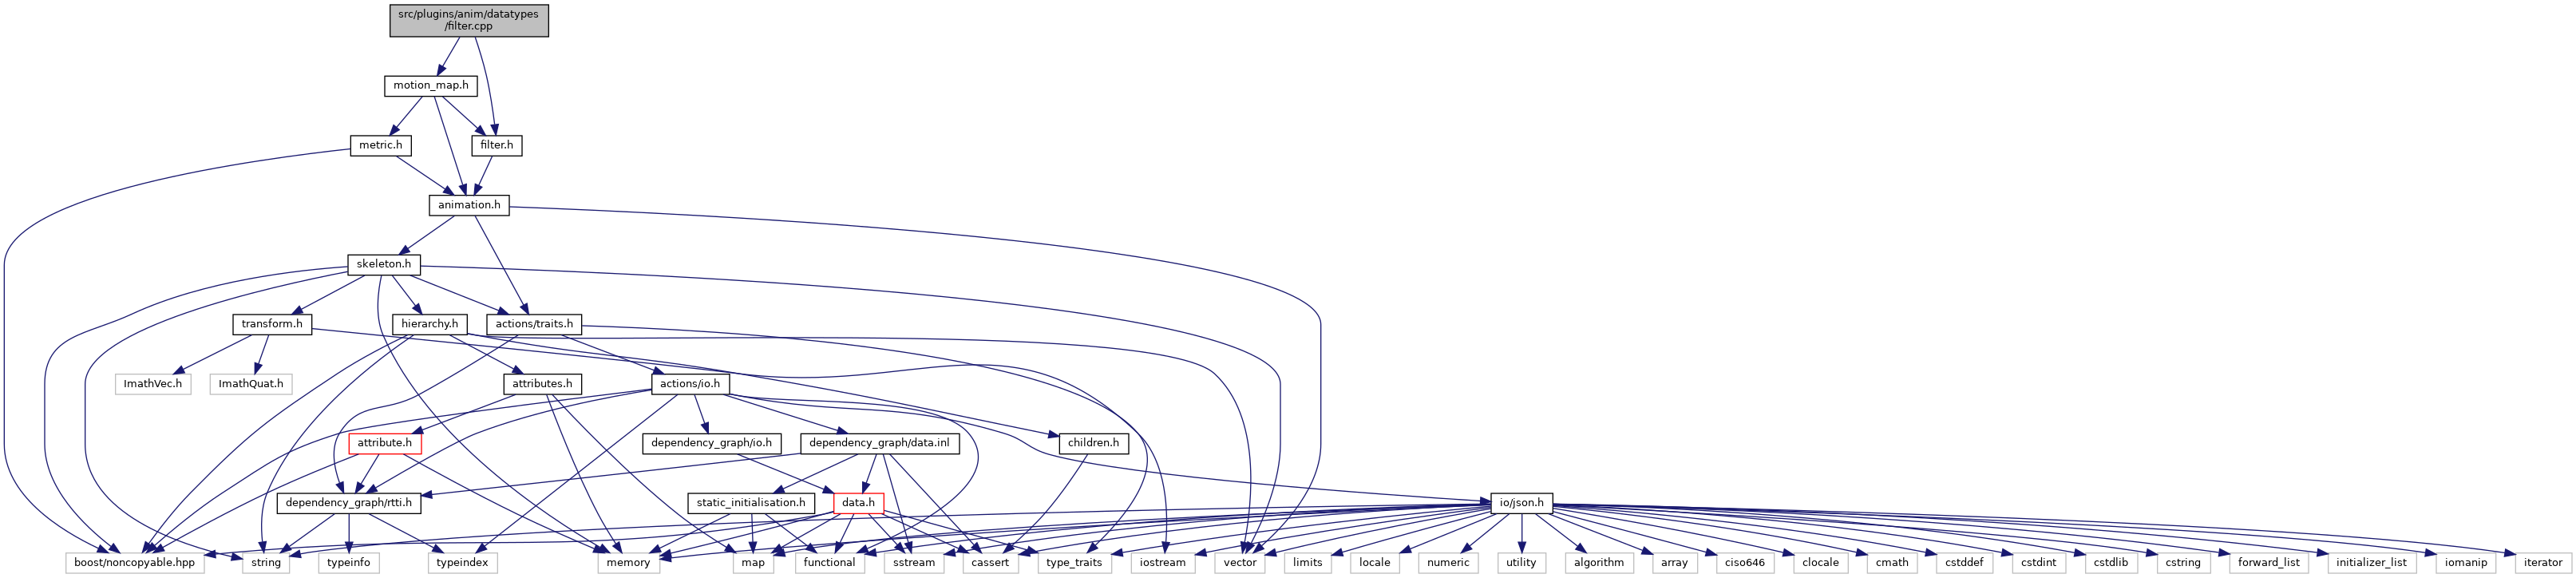 src/plugins/anim/datatypes
/filter.cpp
motion_map.h
metric.h
filter.h
animation.h
skeleton.h
transform.h
hierarchy.h
actions/traits.h
ImathVec.h
ImathQuat.h
attributes.h
actions/io.h
attribute.h
dependency_graph/io.h
dependency_graph/data.inl
children.h
dependency_graph/rtti.h
static_initialisation.h
data.h
io/json.h
boost/noncopyable.hpp
string
typeinfo
typeindex
memory
map
functional
sstream
cassert
type_traits
iostream
vector
limits
locale
numeric
utility
algorithm
array
ciso646
clocale
cmath
cstddef
cstdint
cstdlib
cstring
forward_list
initializer_list
iomanip
iterator